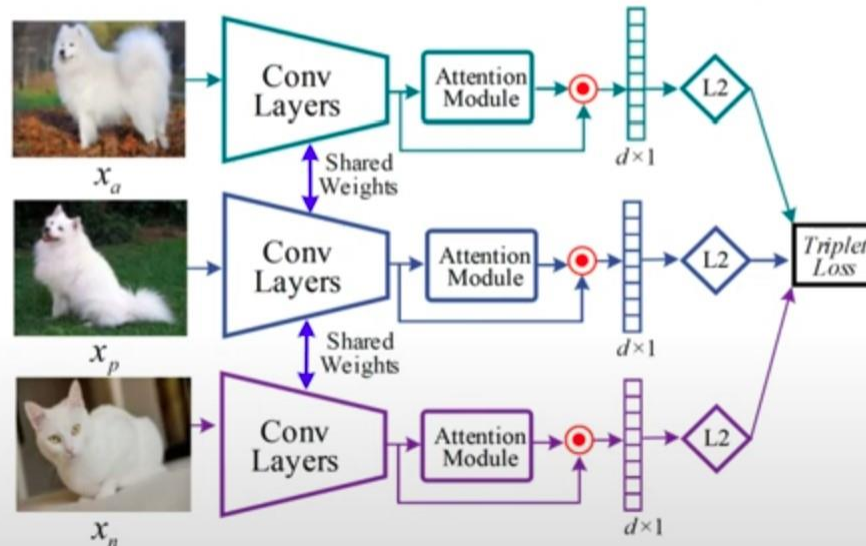 Conv
Layers
Attention
Module
d×1
L2
x_a
Shared
Weights
Conv
Layers
Attention
Module
d×1
L2
Triplet
Loss
x_p
Shared
Weights
Conv
Layers
Attention
Module
d×1
L2
x_n